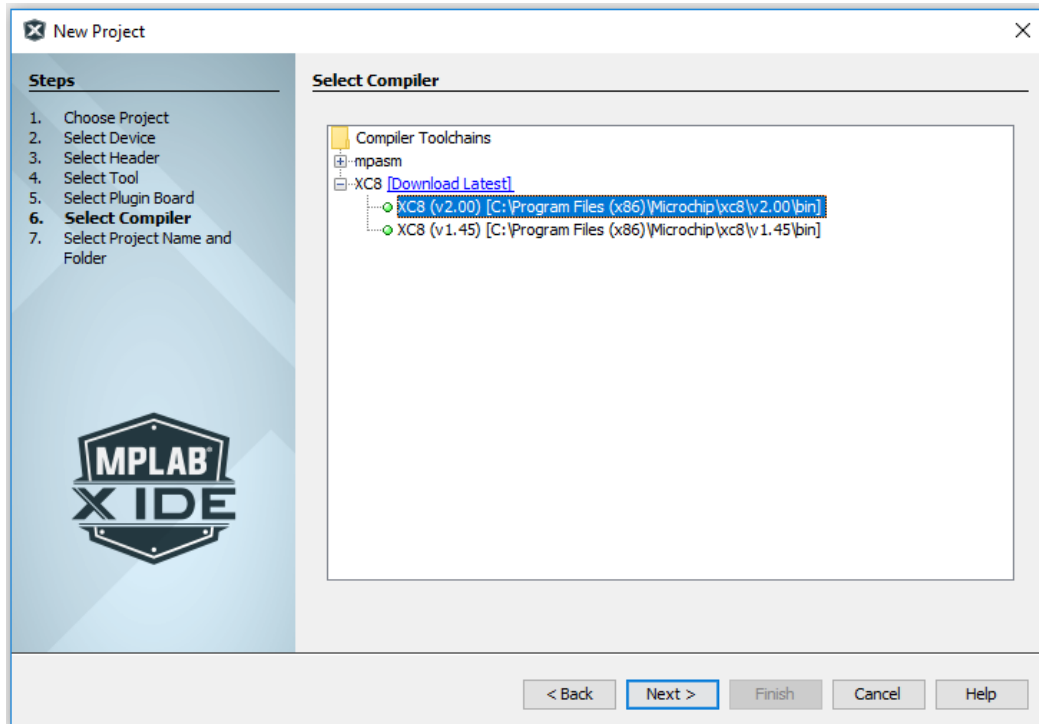 New Project
Steps
1. Choose Project
2. Select Device
3. Select Header
4. Select Tool
5. Select Plugin Board
6. Select Compiler
7. Select Project Name and
Folder
MPLAB®
X IDE
Select Compiler
Compiler Toolchains
mpasm
XC8 [Download Latest]
XC8 (v2.00) [C:\Program Files (x86)\Microchip\xc8\v2.00\bin]
XC8 (v1.45) [C:\Program Files (x86)\Microchip\xc8\v1.45\bin]
< Back Next > Finish Cancel Help